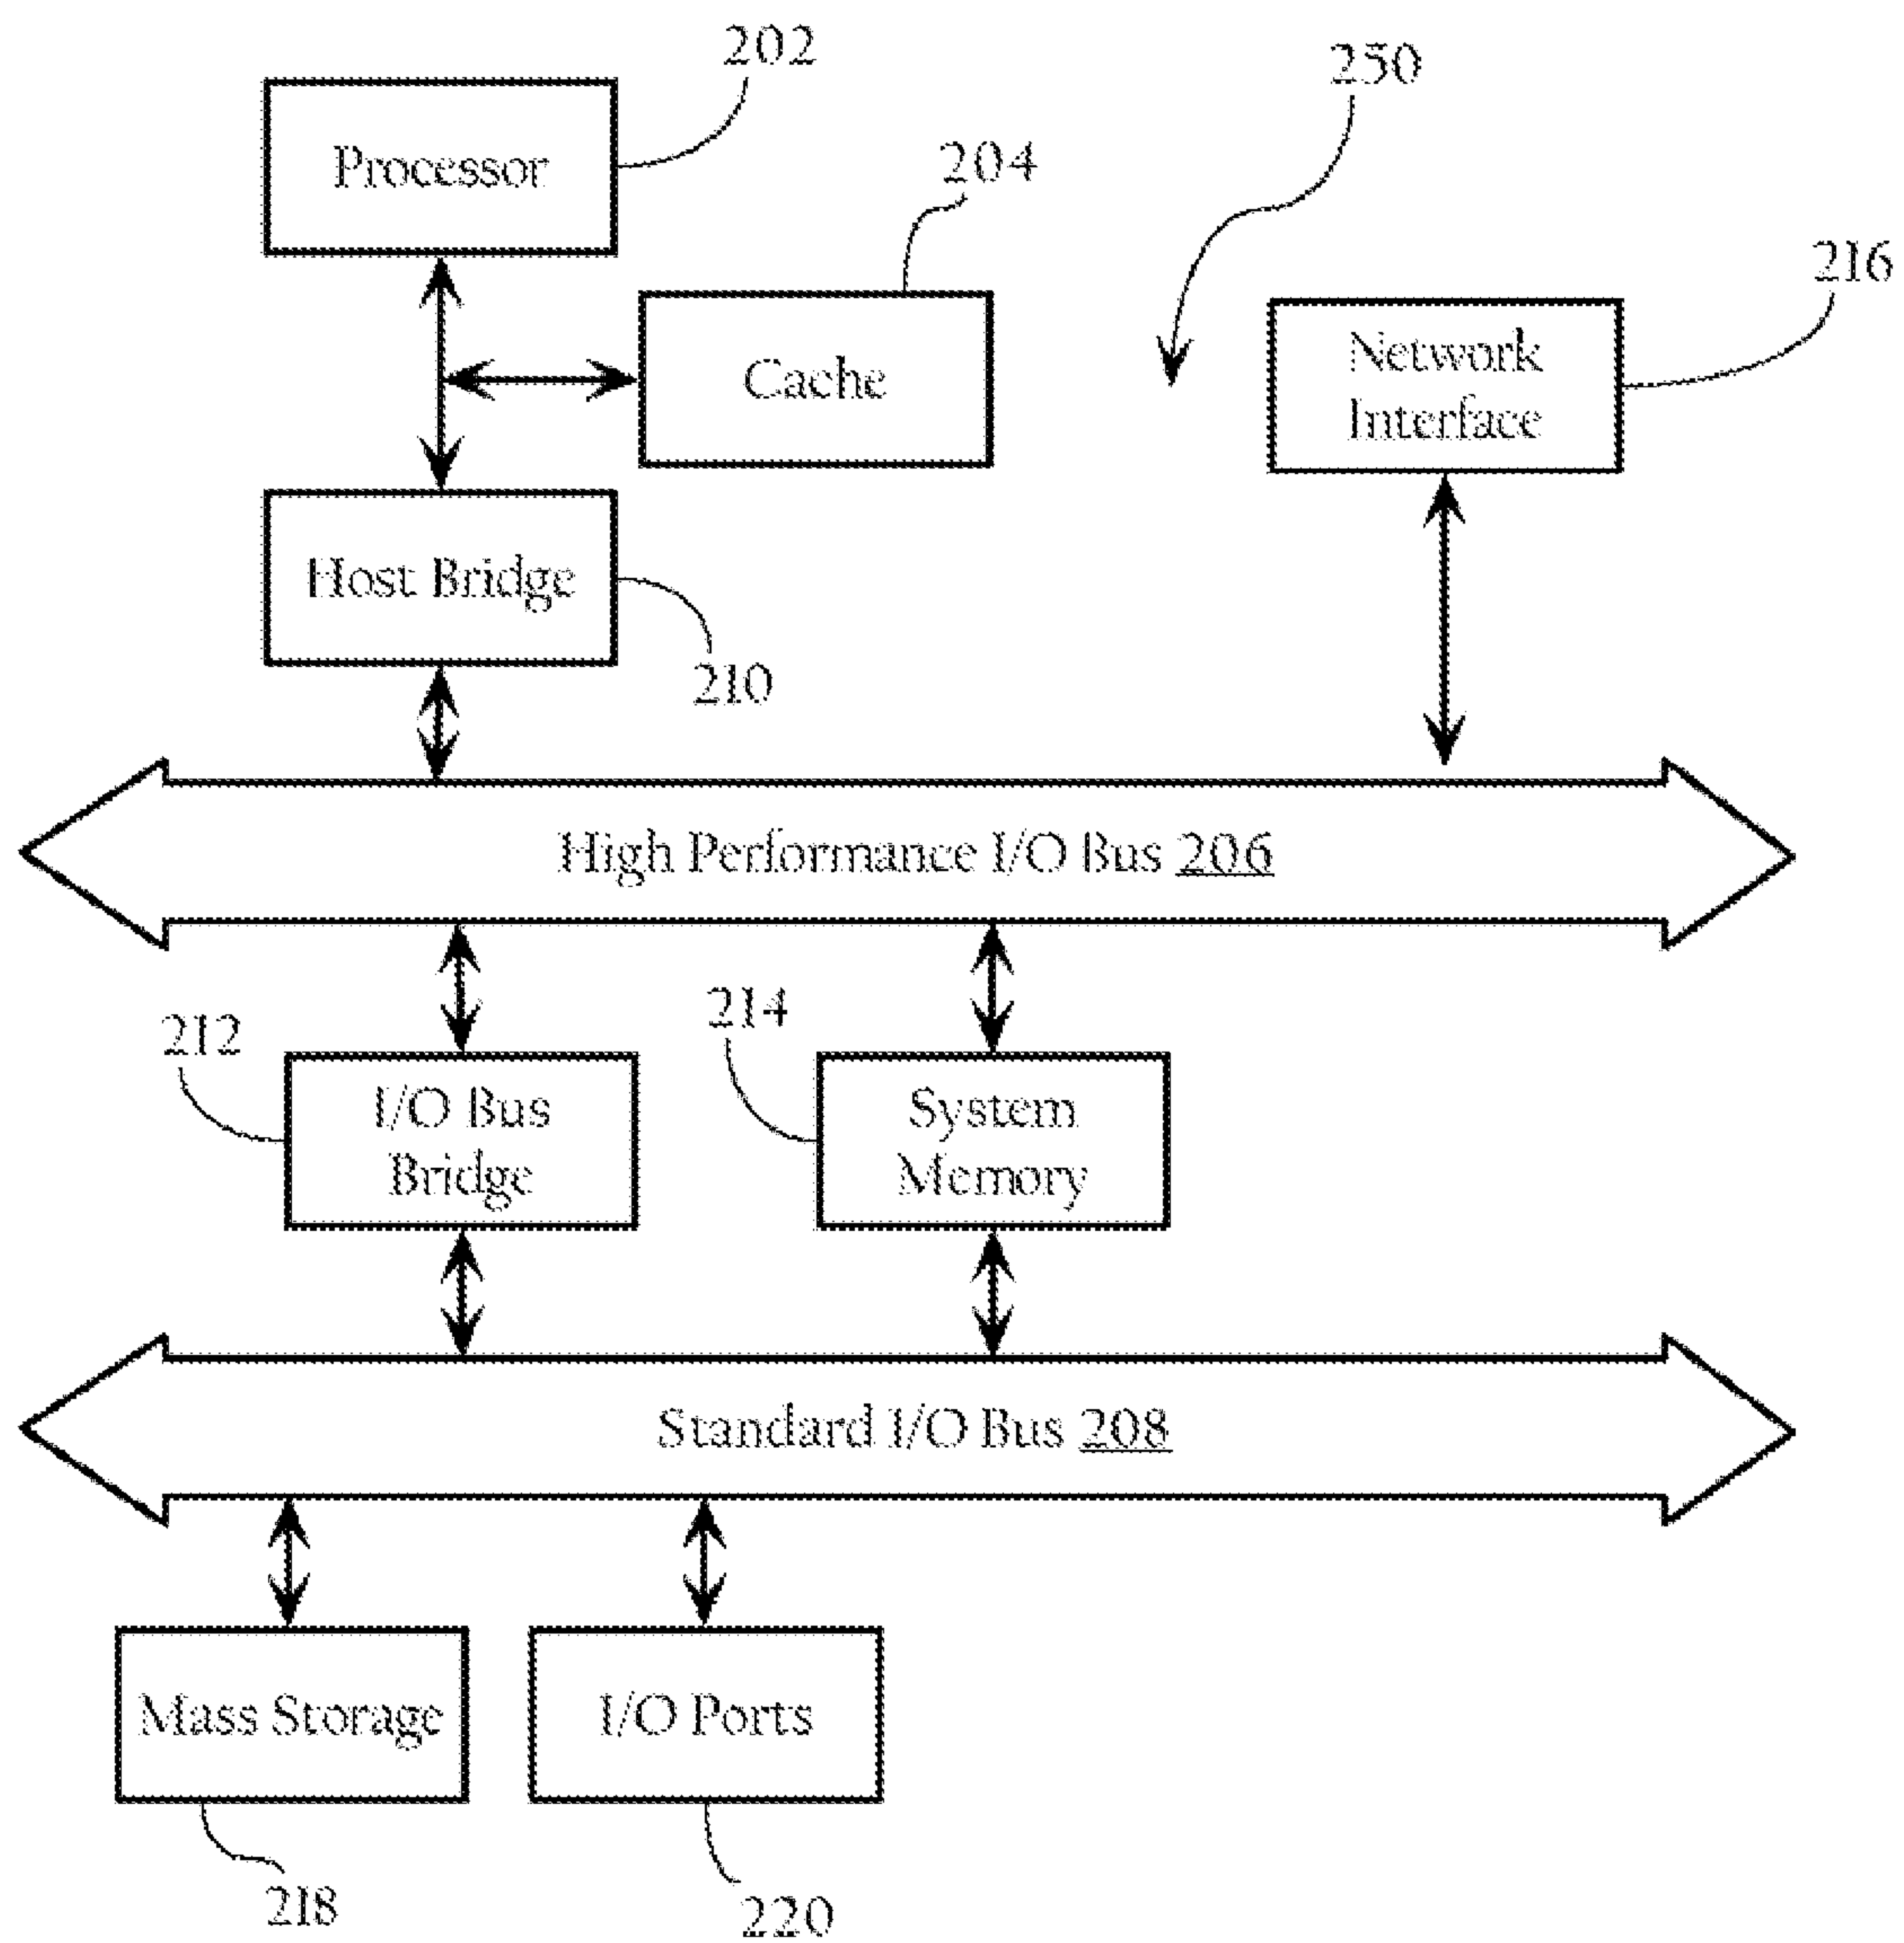 202
250
Processor
204
216
Cache
Network
Interface
Host Bridge
210
High Performance I/O Bus 206
212
214
I/O Bus
Bridge
System
Memory
Standard I/O Bus 208
Mass Storage
I/O Ports
218
220